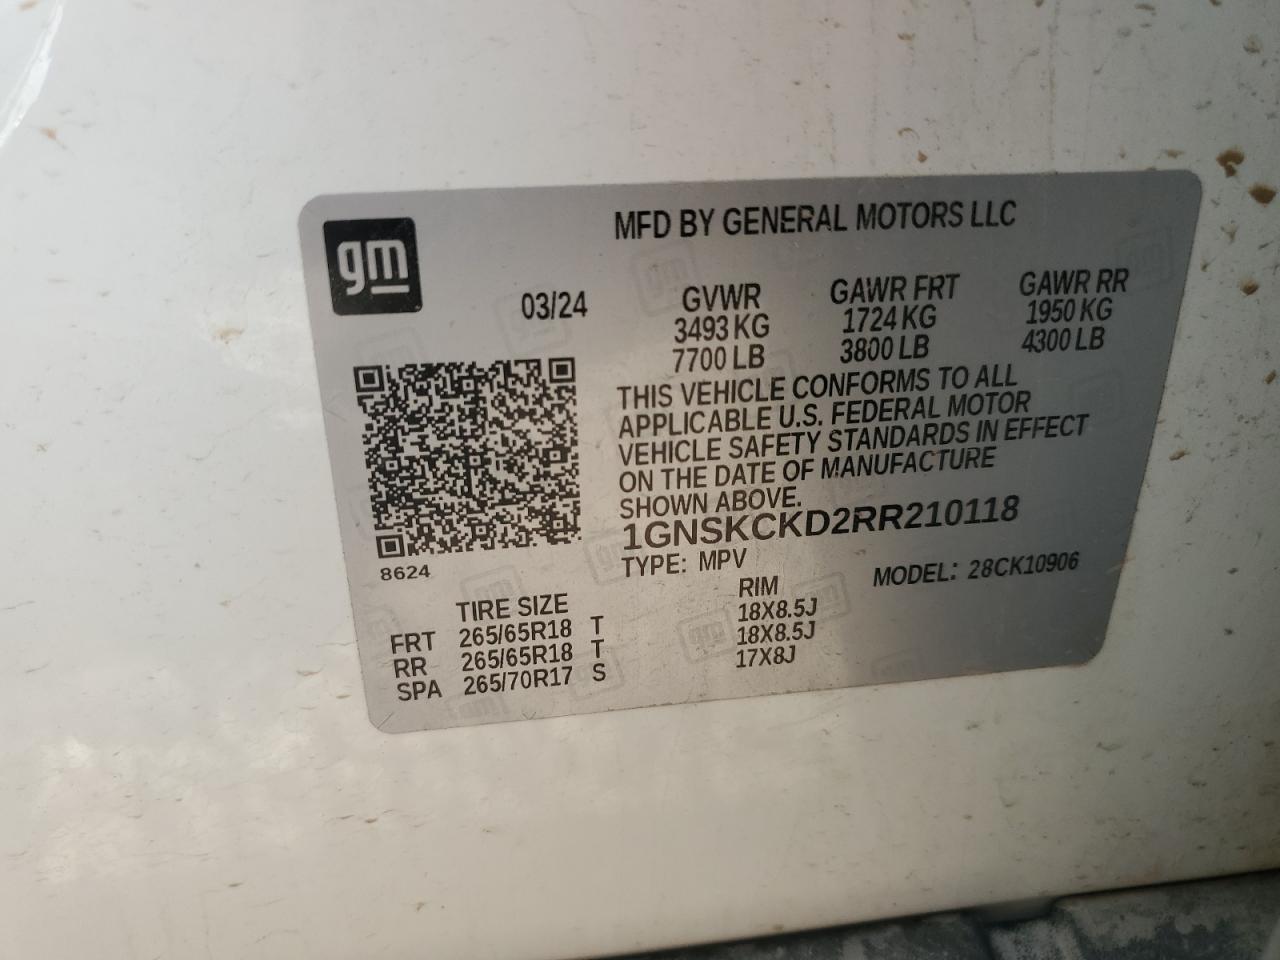 gm
MFD BY GENERAL MOTORS LLC
03/24
GVWR GAWR FRT GAWR RR
3493 KG 1724 KG 1950 KG
7700 LB 3800 LB 4300 LB
THIS VEHICLE CONFORMS TO ALL
APPLICABLE U.S. FEDERAL MOTOR
VEHICLE SAFETY STANDARDS IN EFFECT
ON THE DATE OF MANUFACTURE
SHOWN ABOVE.
1GNSKCKD2RR210118
8624
TYPE: MPV MODEL: 28CK10906
TIRE SIZE RIM
FRT 265/65R18 T 18X8.5J
RR 265/65R18 T 18X8.5J
SPA 265/70R17 S 17X8J